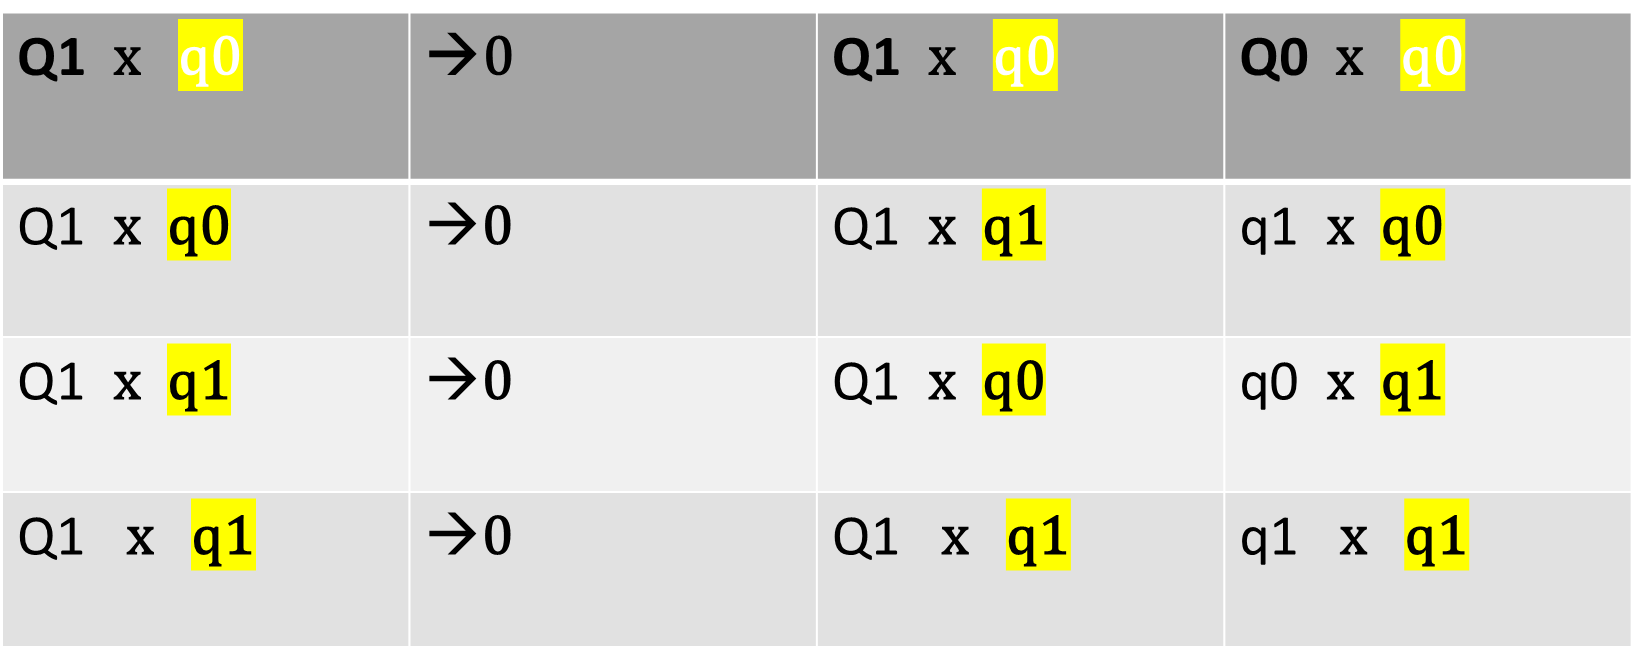 Q1 x q0 →0 Q1 x q0 Q0 x q0
Q1 x q0 →0 Q1 x q1 q1 x q0
Q1 x q1 →0 Q1 x q0 q0 x q1
Q1 x q1 →0 Q1 x q1 q1 x q1